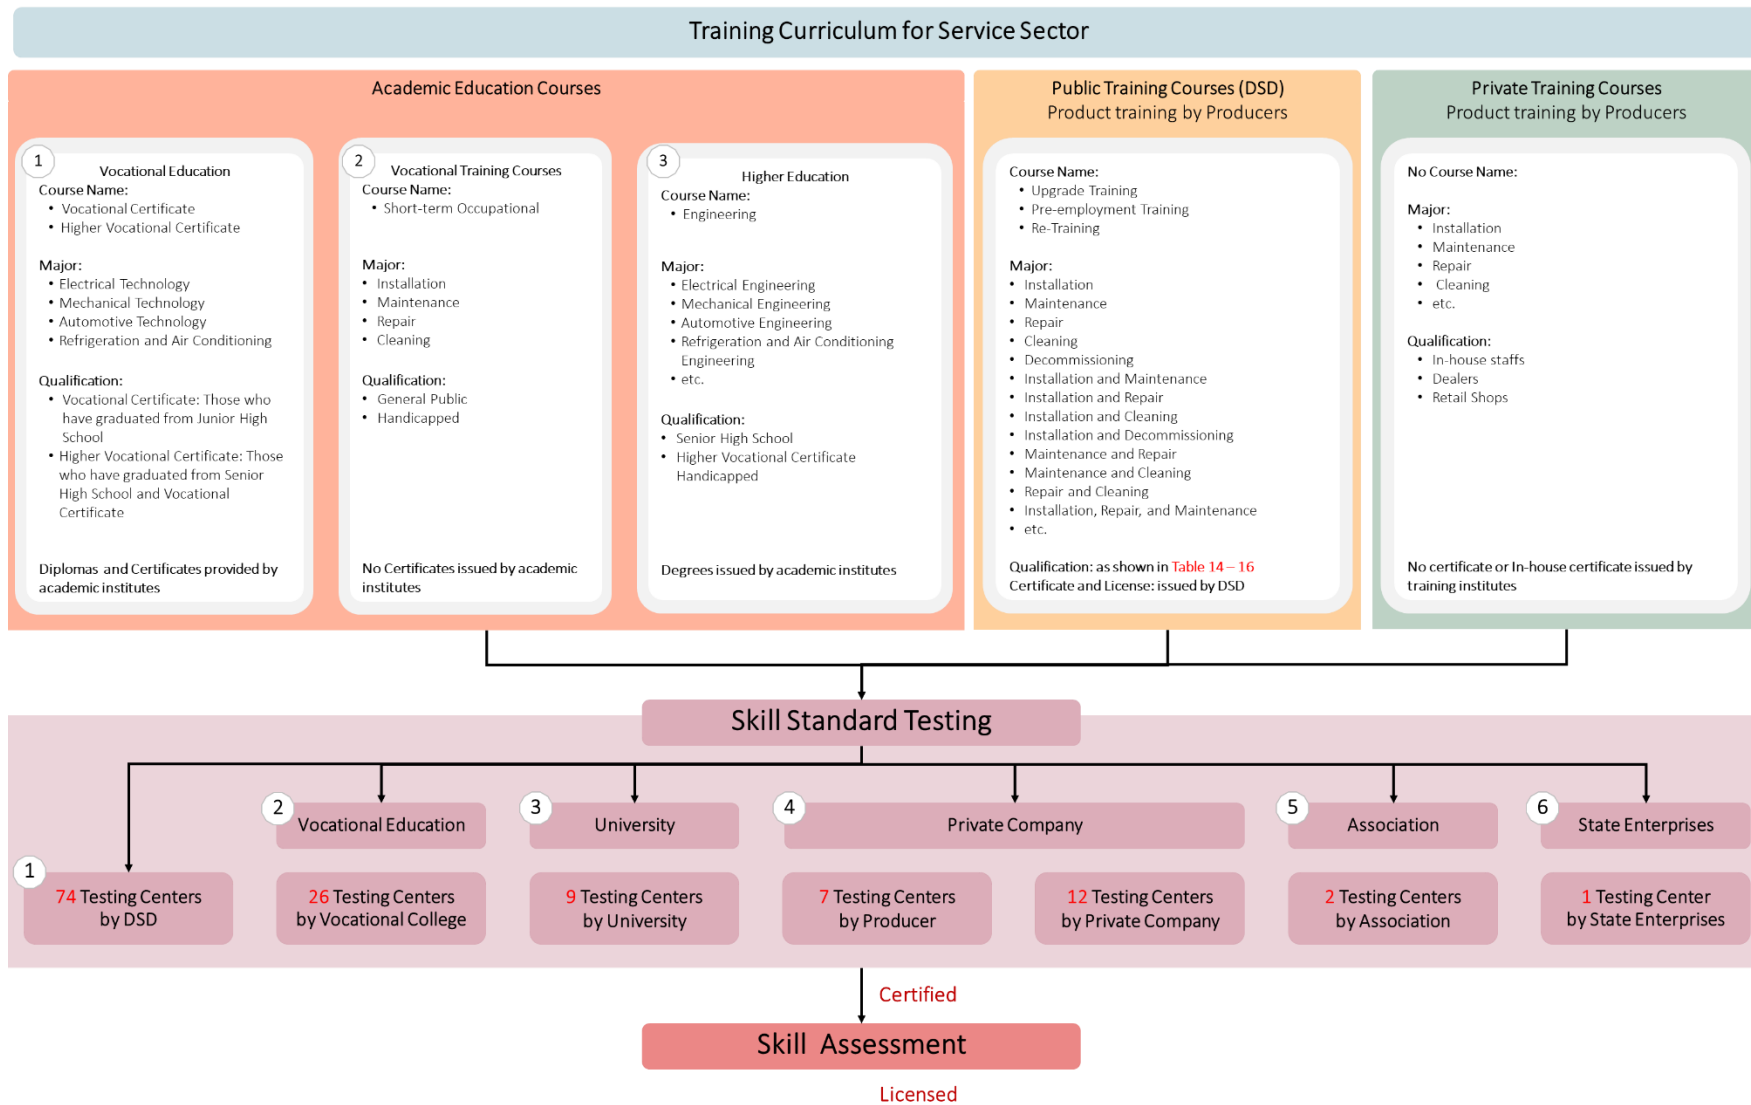 Training Curriculum for Service Sector
Academic Education Courses
1
Vocational Education
Course Name:
• Vocational Certificate
• Higher Vocational Certificate
Major:
• Electrical Technology
• Mechanical Technology
• Automotive Technology
• Refrigeration and Air Conditioning
Qualification:
• Vocational Certificate: Those who
have graduated from Junior High
School
• Higher Vocational Certificate: Those
who have graduated from Senior
High School and Vocational
Certificate
Diplomas and Certificates provided by
academic institutes
2
Vocational Training Courses
Course Name:
• Short-term Occupational
Major:
• Installation
• Maintenance
• Repair
• Cleaning
Qualification:
• General Public
• Handicapped
No Certificates issued by academic
institutes
3
Higher Education
Course Name:
• Engineering
Major:
• Electrical Engineering
• Mechanical Engineering
• Automotive Engineering
• Refrigeration and Air Conditioning
Engineering
• etc.
Qualification:
• Senior High School
• Higher Vocational Certificate
Handicapped
Degrees issued by academic institutes
Public Training Courses (DSD)
Product training by Producers
Course Name:
• Upgrade Training
• Pre-employment Training
• Re-Training
Major:
• Installation
• Maintenance
• Repair
• Cleaning
• Decommissioning
• Installation and Maintenance
• Installation and Repair
• Installation and Cleaning
• Installation and Decommissioning
• Maintenance and Repair
• Maintenance and Cleaning
• Repair and Cleaning
• Installation, Repair, and Maintenance
• etc.
Qualification: as shown in Table 14 – 16
Certificate and License: issued by DSD
Private Training Courses
Product training by Producers
No Course Name:
Major:
• Installation
• Maintenance
• Repair
• Cleaning
• etc.
Qualification:
• In-house staffs
• Dealers
• Retail Shops
No certificate or In-house certificate issued by
training institutes
Skill Standard Testing
1
74 Testing Centers
by DSD
2
Vocational Education
26 Testing Centers
by Vocational College
3
University
9 Testing Centers
by University
4
Private Company
7 Testing Centers
by Producer
12 Testing Centers
by Private Company
5
Association
2 Testing Centers
by Association
6
State Enterprises
1 Testing Center
by State Enterprises
Certified
Skill Assessment
Licensed